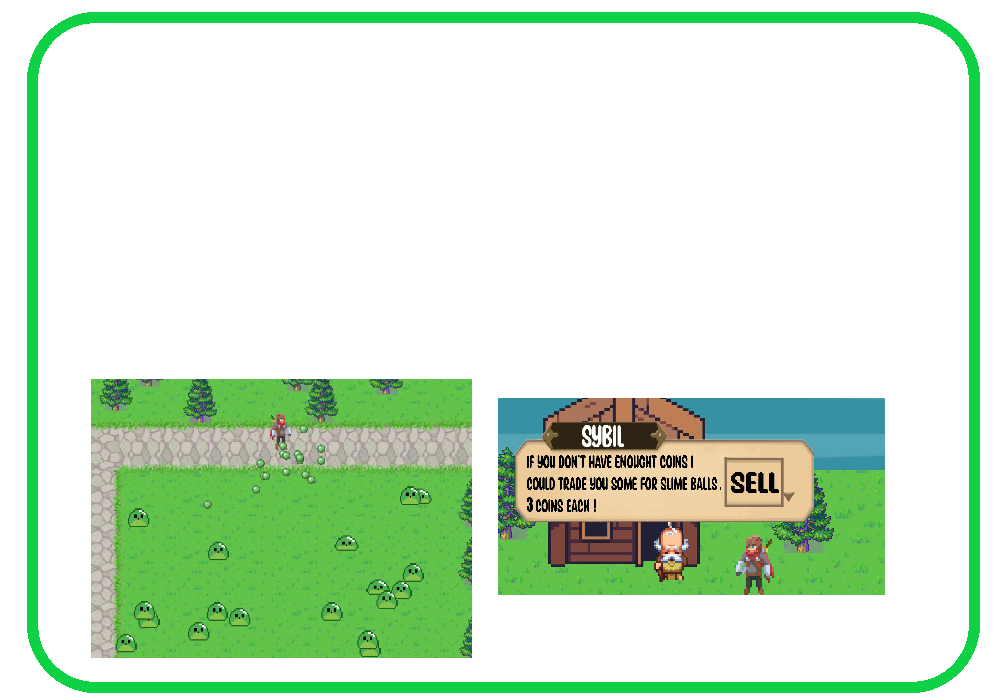 SYBIL
IF YOU DON'T HAVE ENOUGHT COINS I
COULD TRADE YOU SOME FOR SLIME BALLS.
3 COINS EACH !
SELL